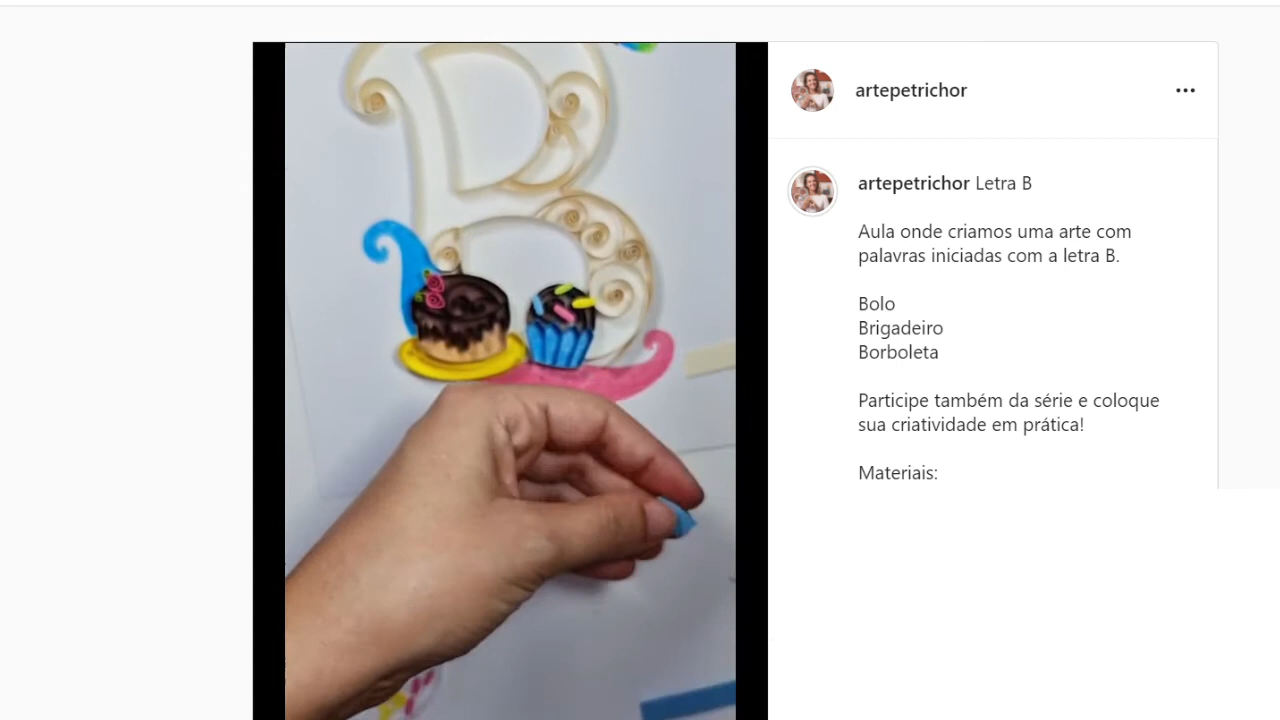 artepetrichor
artepetrichor Letra B
Aula onde criamos uma arte com
palavras iniciadas com a letra B.
Bolo
Brigadeiro
Borboleta
Participe também da série e coloque
sua criatividade em prática!
Materiais: